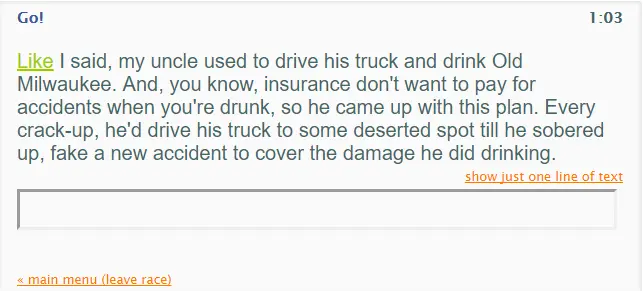 Go! 1:03
Like I said, my uncle used to drive his truck and drink Old
Milwaukee. And, you know, insurance don't want to pay for
accidents when you're drunk, so he came up with this plan. Every
crack-up, he'd drive his truck to some deserted spot till he sobered
up, fake a new accident to cover the damage he did drinking.
show just one line of text
« main menu (leave race)